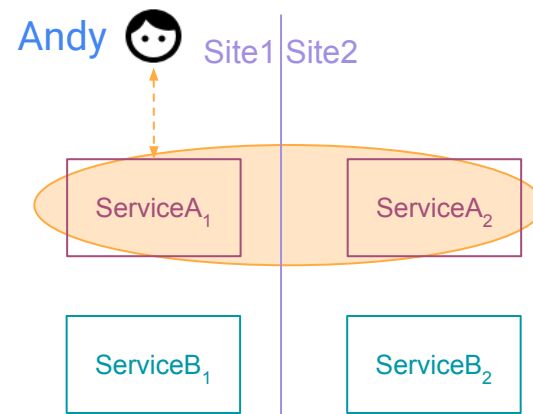 Andy
Site1 Site2
ServiceA₁
ServiceA₂
ServiceB₁
ServiceB₂